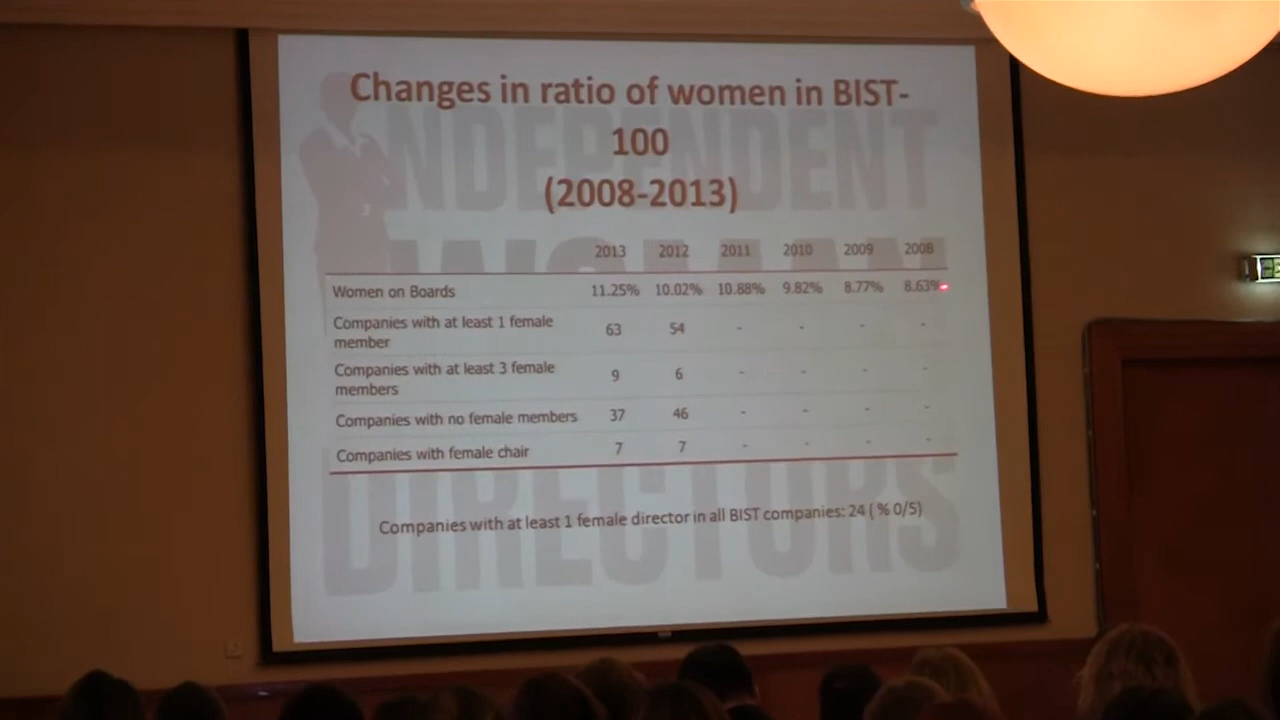 Changes in ratio of women in BIST-
100
(2008-2013)
INDEPENDENT
WOMAN
DIRECTORS
2013 2012 2011 2010 2009 2008
Women on Boards 11.25% 10.02% 10.88% 9.82% 8.77% 8.63%
Companies with at least 1 female
member 63 54 - - - -
Companies with at least 3 female
members 9 6 - - - -
Companies with no female members 37 46 - - - -
Companies with female chair 7 7 - - - -
Companies with at least 1 female director in all BIST companies: 24 ( % 0/5)